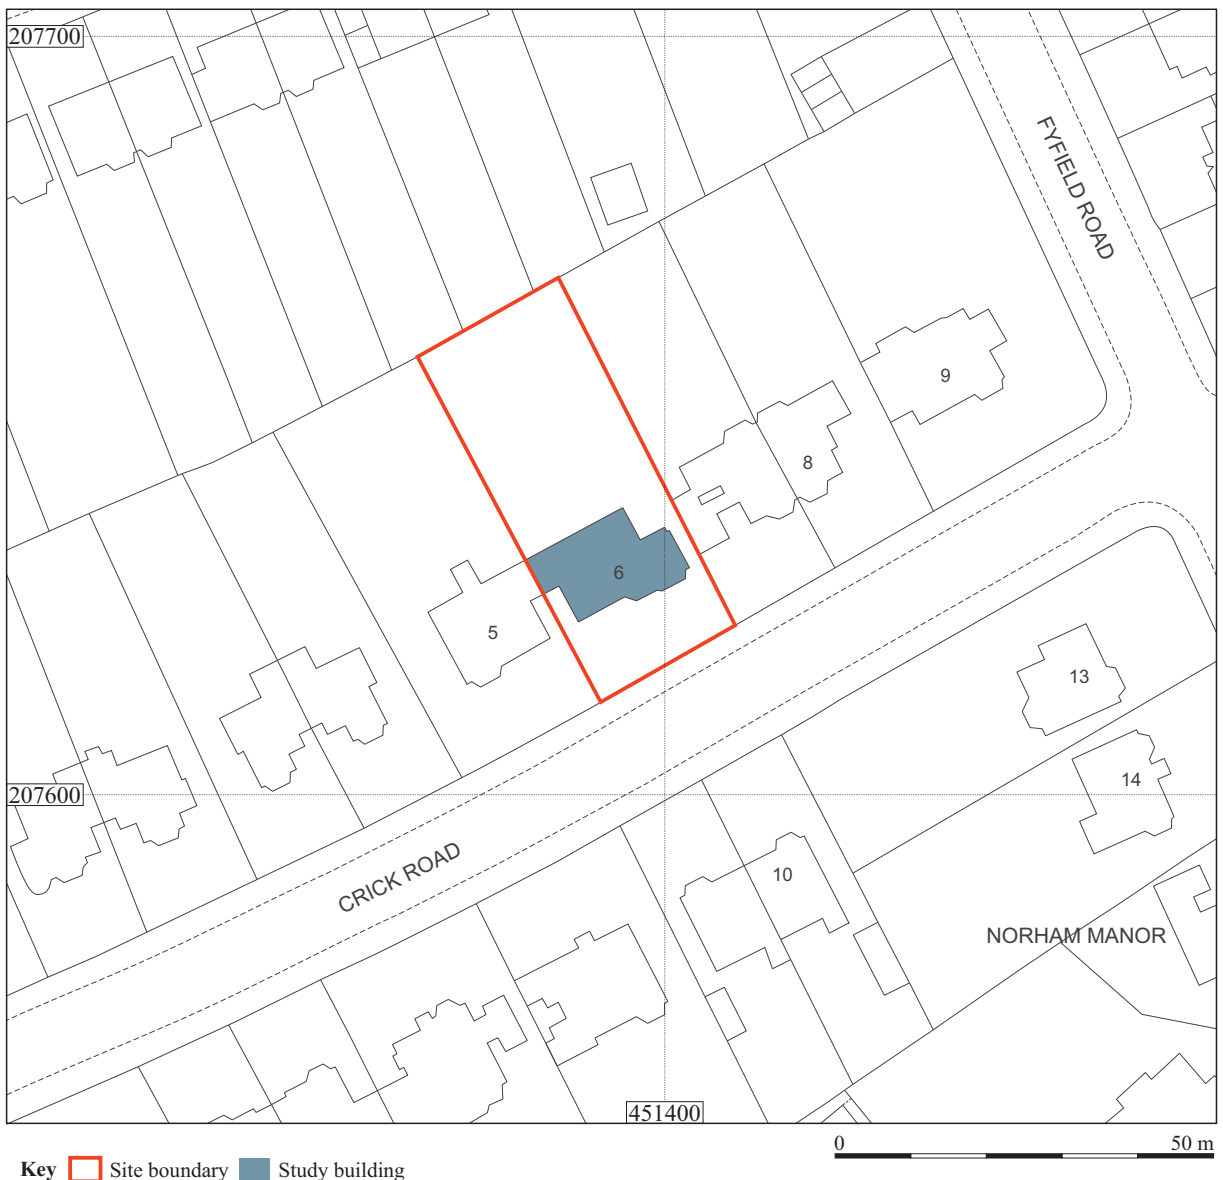 207700
FYFIELD ROAD
9
8
6
5
13
14
207600
CRICK ROAD
10
NORHAM MANOR
451400
0 50 m
Key Site boundary Study building